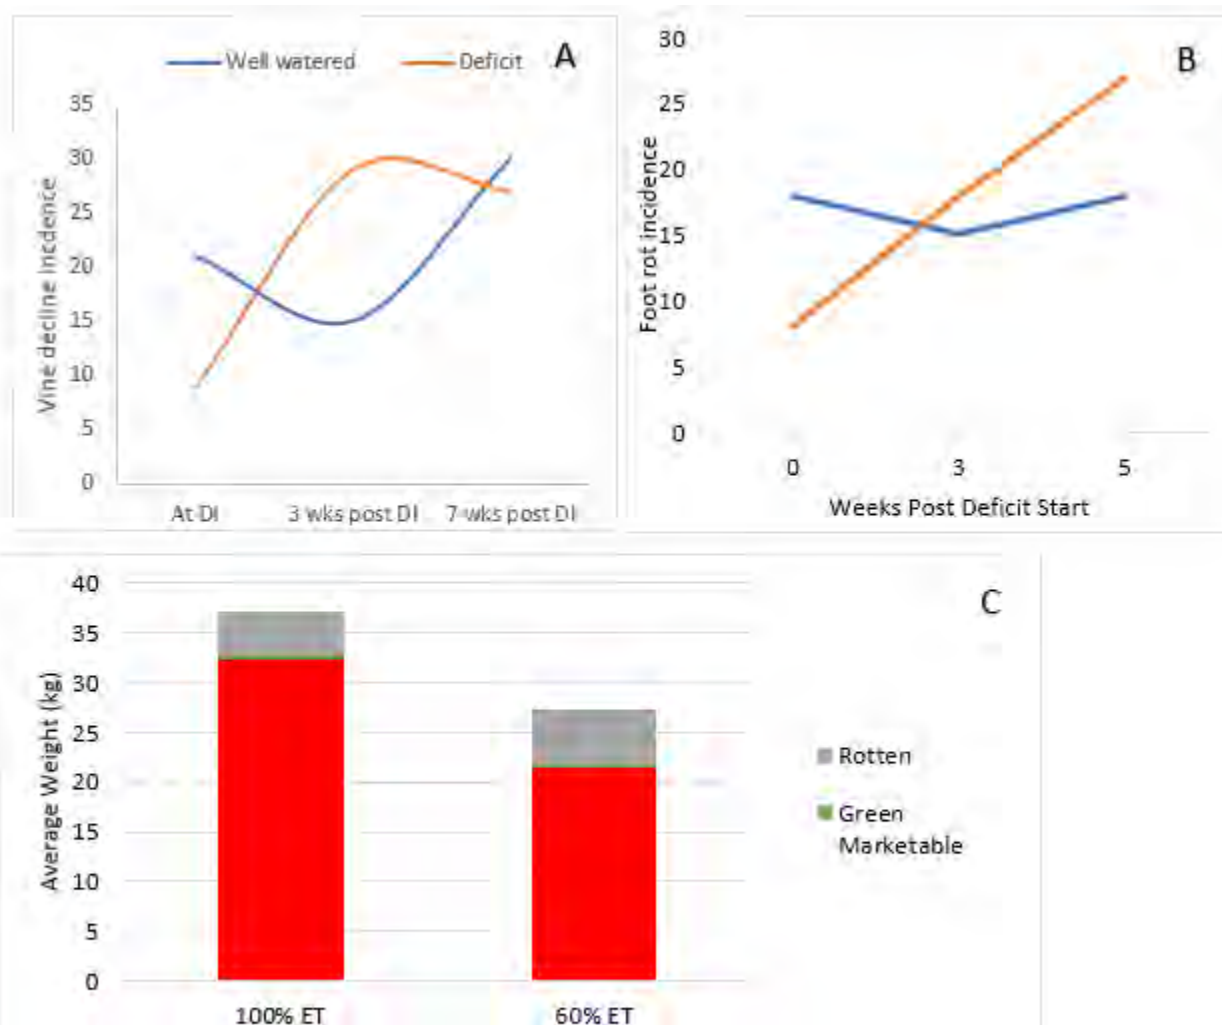 Well watered
Deficit
A
35
30
25
20
15
10
5
0
Vine decline incdence
At DI
3 wks post DI
7 wks post DI
B
30
25
20
15
10
5
0
Foot rot incidence
0
3
5
Weeks Post Deficit Start
C
40
35
30
25
20
15
10
5
0
Average Weight (kg)
100% ET
60% ET
Rotten
Green
Marketable